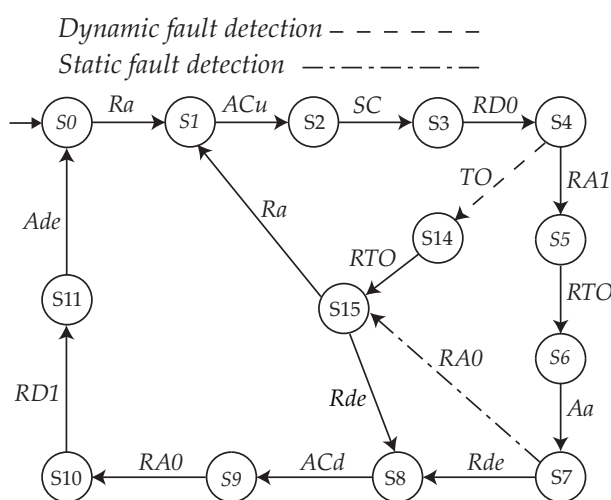 Dynamic fault detection
Static fault detection
Ra
ACu
SC
RD0
S0
S1
S2
S3
S4
TO
RA1
Ra
Ade
S14
S5
RTO
RTO
S11
S15
RA0
S6
RD1
Rde
Aa
RA0
ACd
Rde
S10
S9
S8
S7